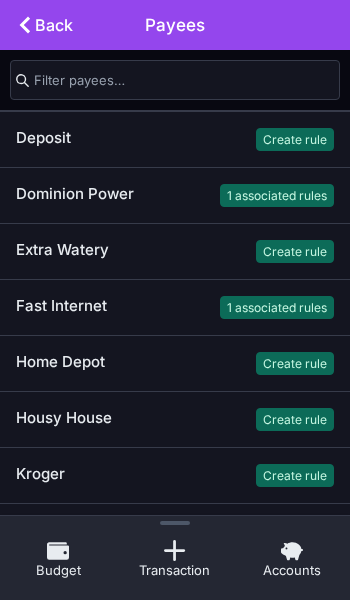 Back
Payees
Filter payees...
Deposit
Create rule
Dominion Power
1 associated rules
Extra Watery
Create rule
Fast Internet
1 associated rules
Home Depot
Create rule
Housy House
Create rule
Kroger
Create rule
Budget
Transaction
Accounts